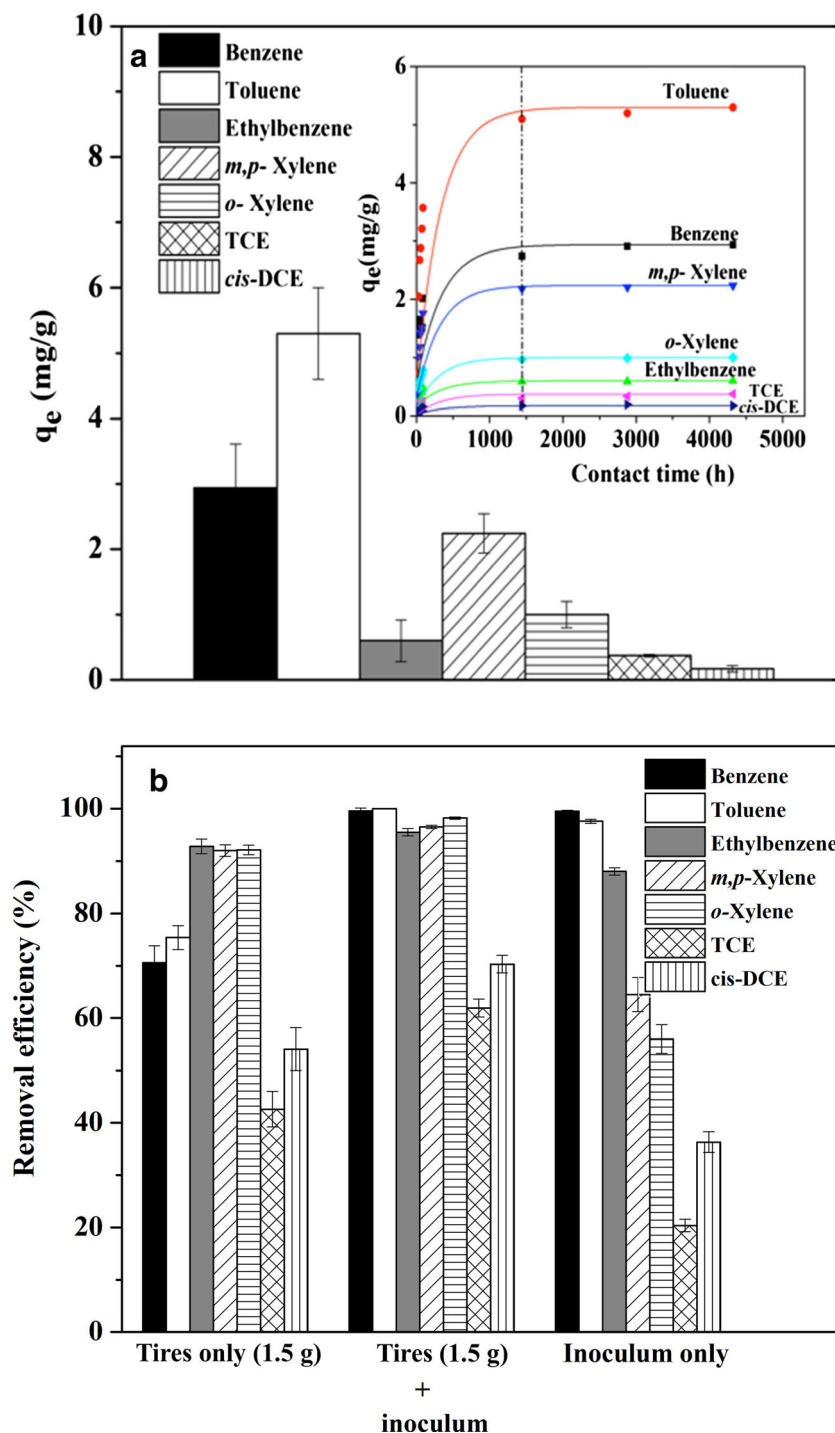 a
Benzene
Toluene
Ethylbenzene
m,p- Xylene
o- Xylene
TCE
cis-DCE
10
8
6
4
2
0
qe (mg/g)
6
4
2
0
qe(mg/g)
Toluene
Benzene
m,p- Xylene
o-Xylene
Ethylbenzene
TCE
cis-DCE
0 1000 2000 3000 4000 5000
Contact time (h)
b
Benzene
Toluene
Ethylbenzene
m,p-Xylene
o-Xylene
TCE
cis-DCE
100
80
60
40
20
0
Removal efficiency (%)
Tires only (1.5 g) Tires (1.5 g) Inoculum only
+
inoculum